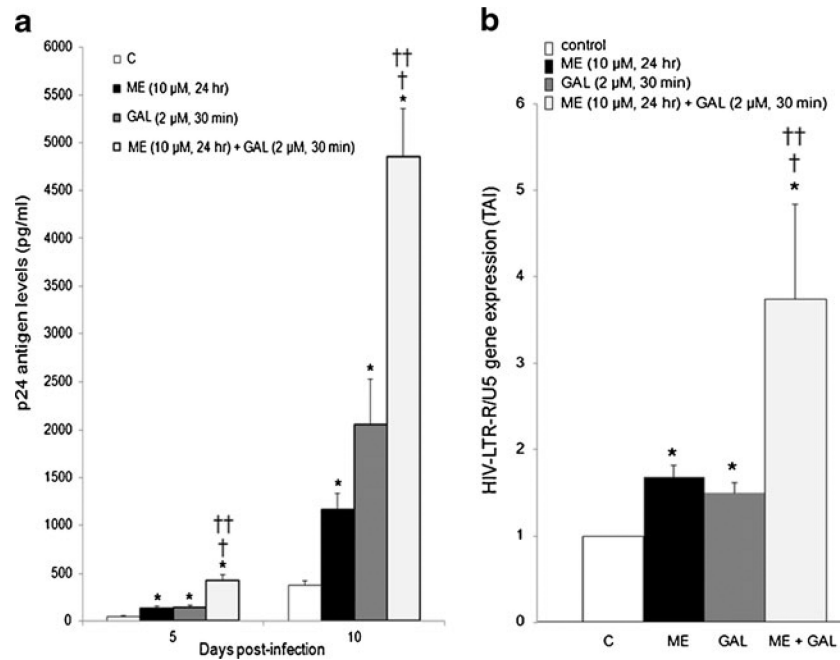 a
6000
5500
5000
4500
4000
3500
3000
2500
2000
1500
1000
500
0
p24 antigen levels (pg/ml)
C
ME (10 µM, 24 hr)
GAL (2 µM, 30 min)
ME (10 µM, 24 hr) + GAL (2 µM, 30 min)
* * †† † *
* * †† † *
5 10
Days post-infection
b
control
ME (10 µM, 24 hr)
GAL (2 µM, 30 min)
ME (10 µM, 24 hr) + GAL (2 µM, 30 min)
6
5
4
3
2
1
0
HIV-LTR-R/U5 gene expression (TAI)
* * †† † *
C ME GAL ME + GAL